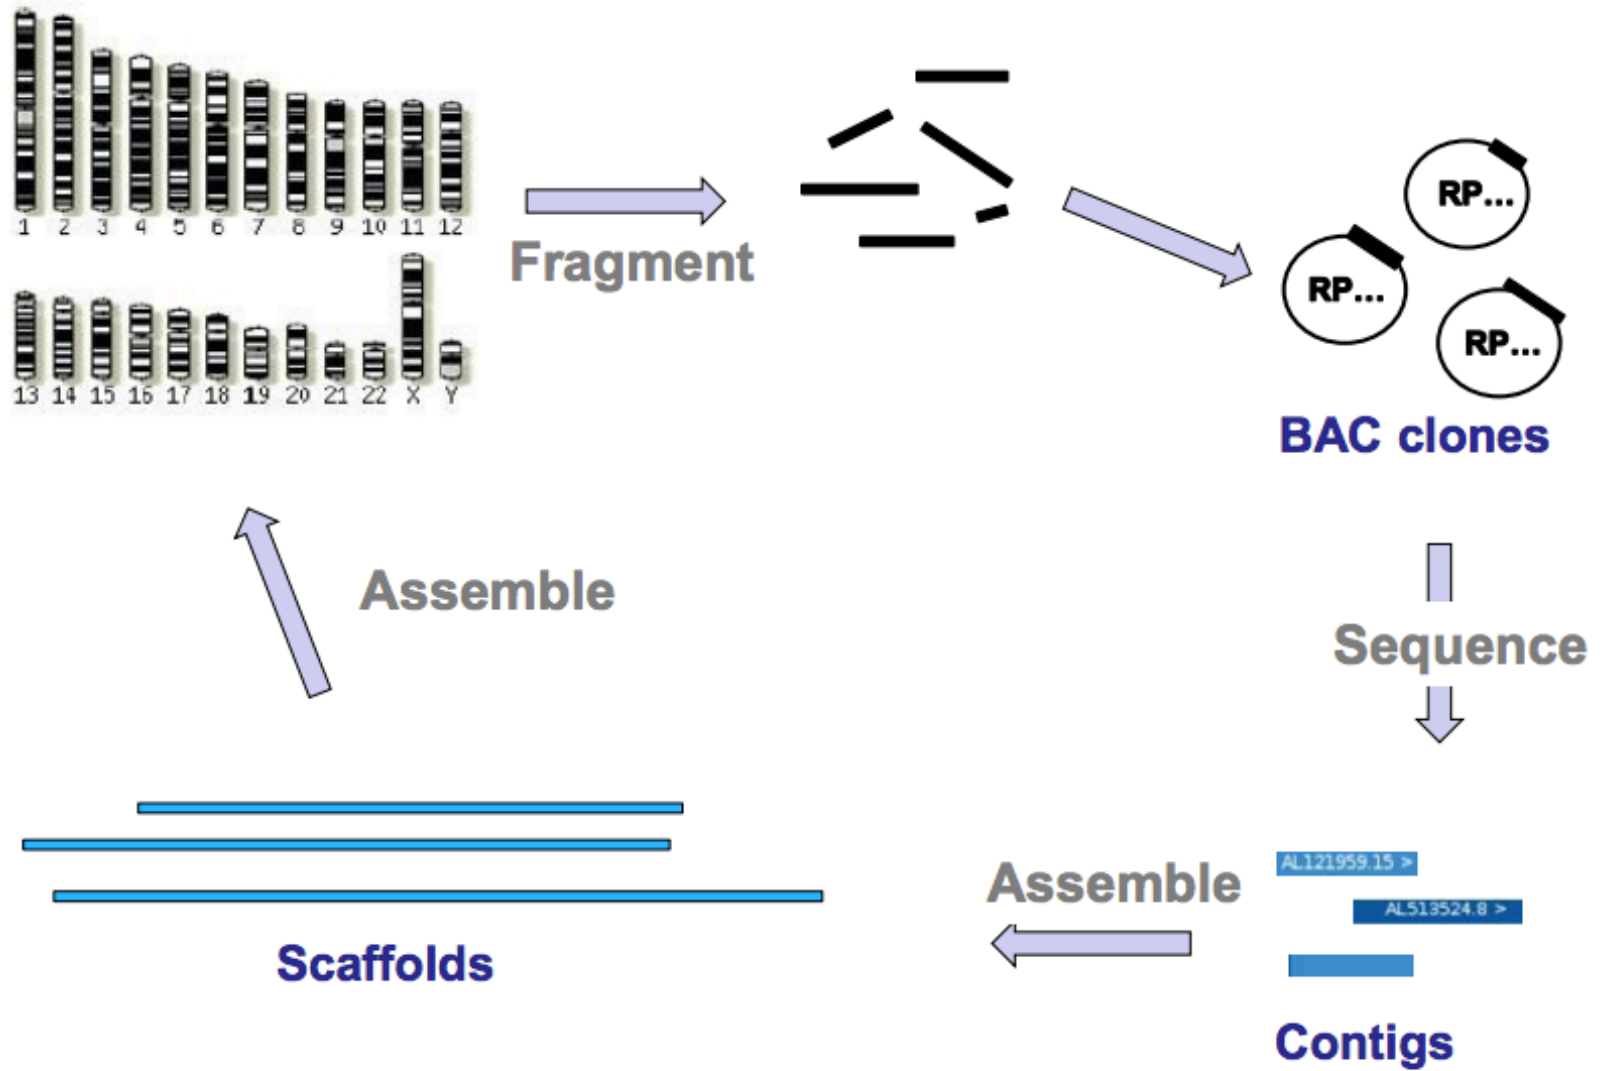 1 2 3 4 5 6 7 8 9 10 11 12
13 14 15 16 17 18 19 20 21 22 X Y
Fragment
RP...
RP...
RP...
BAC clones
Sequence
AL121959.15 >
AL513524.8 >
Contigs
Assemble
Scaffolds
Assemble